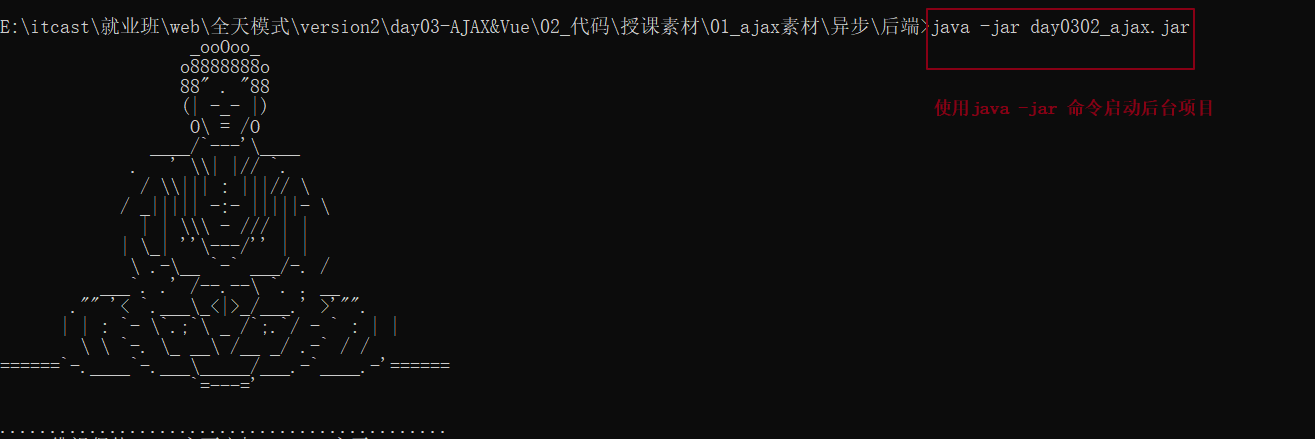 E:\itcast\就业班\web\全天模式\version2\day03-AJAX&Vue\02_代码\授课素材\01_ajax素材\异步\后端>java -jar day0302_ajax.jar
使用java -jar 命令启动后台项目
_ooOoo_
o8888888o
88" . "88
(| -_- |)
O\ = /O
____/`---'\____
. ' \\| |// `.
/ \\||| : |||// \
/ _||||| -:- |||||- \
| | \\\ - /// | |
| \_| ''\---/'' | |
\ .-\__ `-` ___/-. /
___`. .' /--.--\ `. . __
."" '< `.___\_<|>_/___.' >'"".
| | : `- \`.;`\ _ /`;.`/ - ` : | |
\ \ `-. \_ __\ /__ _/ .-` / /
======`-.____`-.___\_____/___.-`____.-'======
`=---='
.............................................